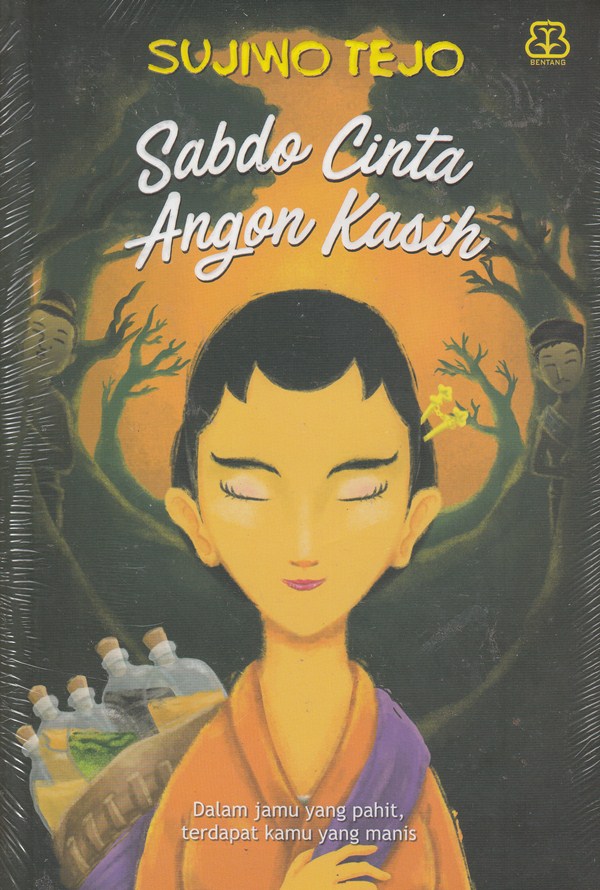 SUJIWO TEJO
BENTANG
Sabdo Cinta
Angon Kasih
Dalam jamu yang pahit,
terdapat kamu yang manis